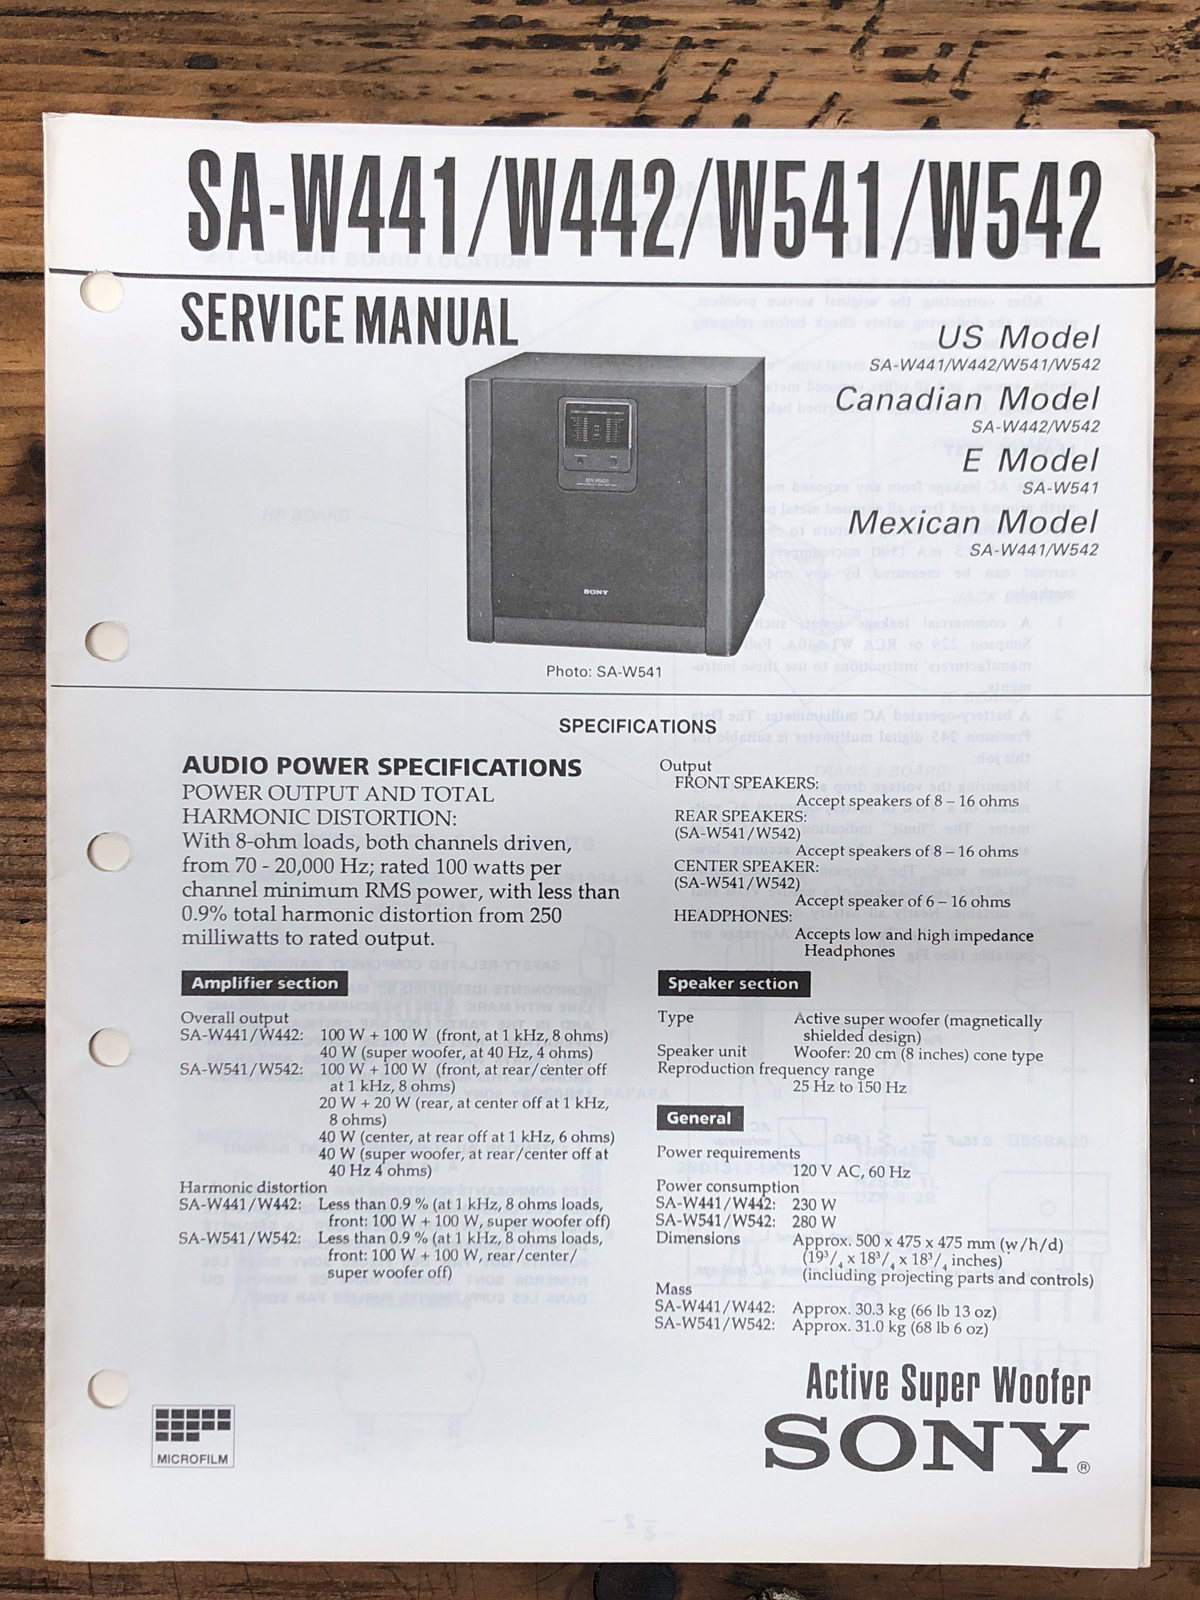 SA-W441/W442/W541/W542
SERVICE MANUAL
US Model
SA-W441/W442/W541/W542
Canadian Model
SA-W442/W542
E Model
SA-W541
Mexican Model
SA-W441/W542
SONY
Photo: SA-W541
SPECIFICATIONS
AUDIO POWER SPECIFICATIONS
POWER OUTPUT AND TOTAL
HARMONIC DISTORTION:
With 8-ohm loads, both channels driven,
from 70 - 20,000 Hz; rated 100 watts per
channel minimum RMS power, with less than
0.9% total harmonic distortion from 250
milliwatts to rated output.
Amplifier section
Overall output
SA-W441/W442: 100 W + 100 W (front, at 1 kHz, 8 ohms)
40 W (super woofer, at 40 Hz, 4 ohms)
SA-W541/W542: 100 W + 100 W (front, at rear/center off
at 1 kHz, 8 ohms)
20 W + 20 W (rear, at center off at 1 kHz,
8 ohms)
40 W (center, at rear off at 1 kHz, 6 ohms)
40 W (super woofer, at rear/center off at
40 Hz 4 ohms)
Harmonic distortion
SA-W441/W442: Less than 0.9 % (at 1 kHz, 8 ohms loads,
front: 100 W + 100 W, super woofer off)
SA-W541/W542: Less than 0.9 % (at 1 kHz, 8 ohms loads,
front: 100 W + 100 W, rear/center/
super woofer off)
Output
FRONT SPEAKERS:
Accept speakers of 8 – 16 ohms
REAR SPEAKERS:
(SA-W541/W542)
Accept speakers of 8 – 16 ohms
CENTER SPEAKER:
(SA-W541/W542)
Accept speaker of 6 – 16 ohms
HEADPHONES:
Accepts low and high impedance
Headphones
Speaker section
Type Active super woofer (magnetically
shielded design)
Speaker unit Woofer: 20 cm (8 inches) cone type
Reproduction frequency range
25 Hz to 150 Hz
General
Power requirements
120 V AC, 60 Hz
Power consumption
SA-W441/W442: 230 W
SA-W541/W542: 280 W
Dimensions Approx. 500 x 475 x 475 mm (w/h/d)
(19³/₄ x 18³/₄ x 18³/₄ inches)
(including projecting parts and controls)
Mass
SA-W441/W442: Approx. 30.3 kg (66 lb 13 oz)
SA-W541/W542: Approx. 31.0 kg (68 lb 6 oz)
Active Super Woofer
SONY®
MICROFILM